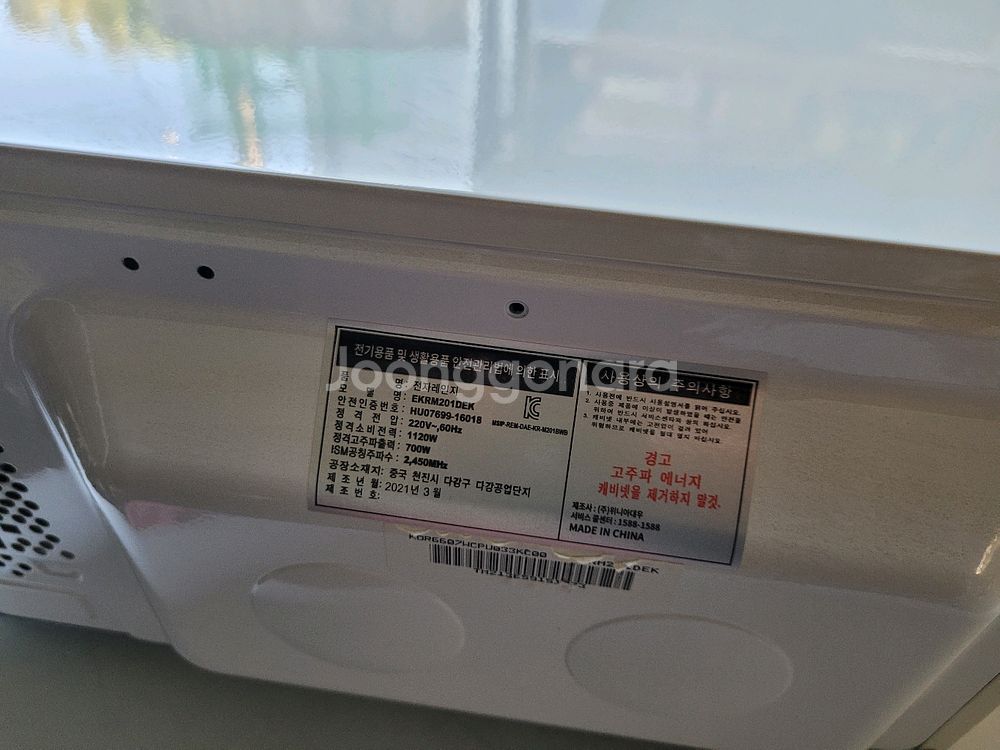 전기용품 및 생활용품 안전관리법에 의한 표시
품 명 : 전자레인지
모 델 명 : EKRM201DEK
안전인증번호 : HU07699-16018
정 격 전 압 : 220V~,60Hz
정격소비전력 : 1120W
정격고주파출력 : 700W
ISM공칭주파수 : 2,450MHz
공장소재지: 중국 천진시 다강구 다강공업단지
제 조 년 월: 2021년 3월
제 조 번 호:
MSIP-REM-DAE-KR-M201BWB
사용상의 주의사항
경고
고주파 에너지
캐비넷을 제거하지 말것.
제조사 : (주)위니아대우
서비스 콜센터 : 1588-1588
MADE IN CHINA
Joonggonara